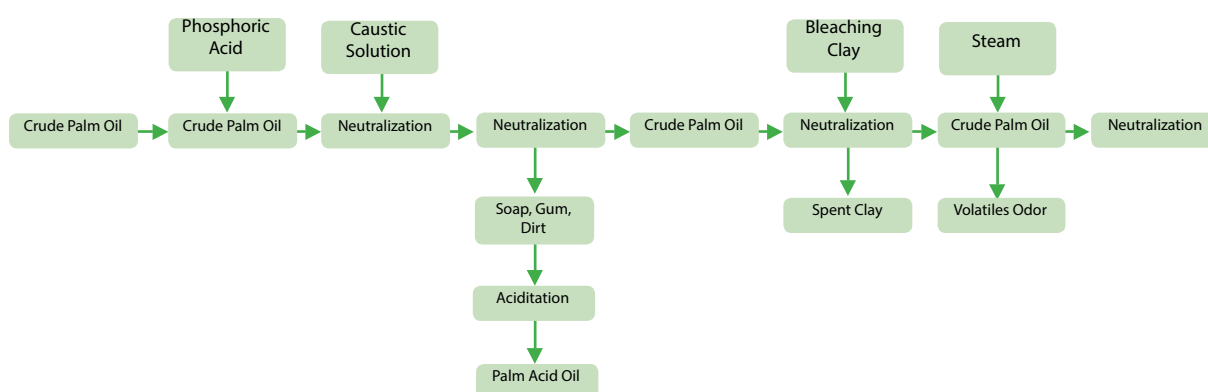 Phosphoric
Acid
Caustic
Solution
Bleaching
Clay
Steam
Crude Palm Oil
Crude Palm Oil
Neutralization
Neutralization
Crude Palm Oil
Neutralization
Crude Palm Oil
Neutralization
Soap, Gum,
Dirt
Spent Clay
Volatiles Odor
Aciditation
Palm Acid Oil